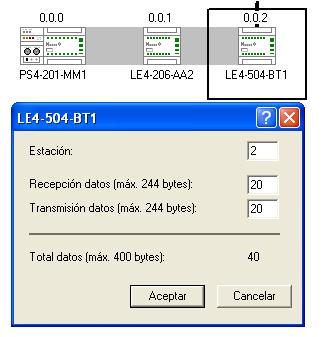 0.0.0 0.0.1 0.0.2
PS4-201-MM1 LE4-206-AA2 LE4-504-BT1
LE4-504-BT1
Estación: 2
Recepción datos (máx. 244 bytes): 20
Transmisión datos (máx. 244 bytes): 20
Total datos (máx. 400 bytes): 40
Aceptar Cancelar